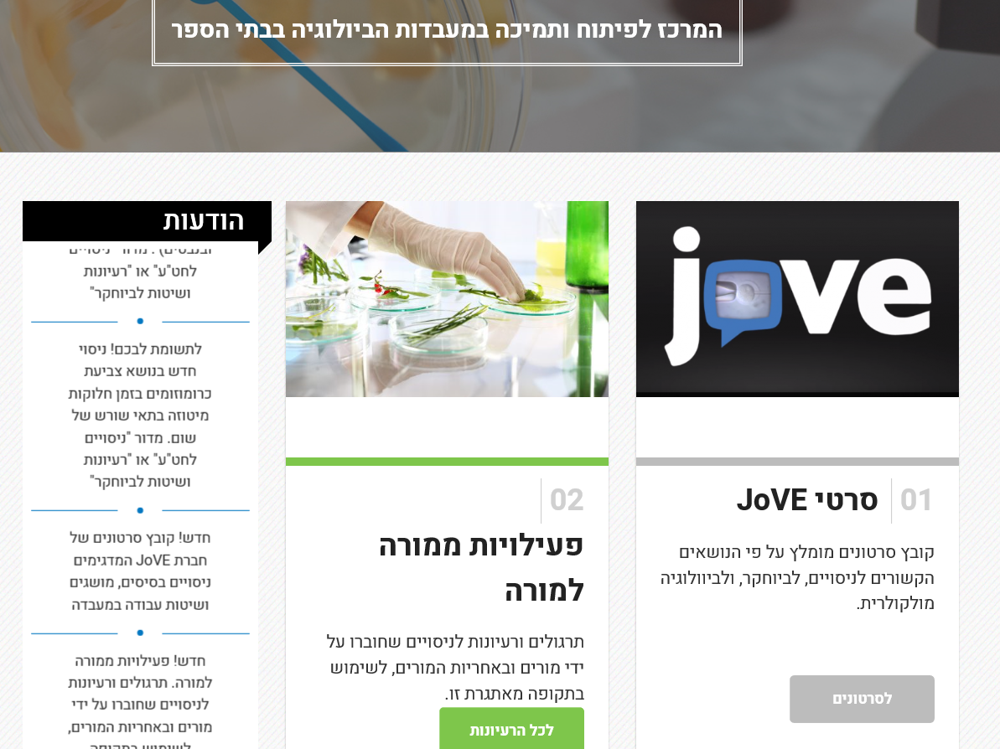 המרכז לפיתוח ותמיכה במעבדות הביולוגיה בבתי הספר
jove
01
סרטי JoVE
קובץ סרטונים מומלץ על פי הנושאים
הקשורים לניסויים, לביוחקר, ולביוולוגיה
מולקולרית.
לסרטונים
02
פעילויות ממורה
למורה
תרגולים ורעיונות לניסויים שחוברו על
ידי מורים ובאחריות המורים, לשימוש
בתקופה מאתגרת זו.
לכל הרעיונות
הודעות
ובנבטים). מדור "ניסויים
לחט"ע" או "רעיונות
ושיטות לביוחקר"
לתשומת לבכם! ניסוי
חדש בנושא צביעת
כרומוזומים בזמן חלוקות
מיטוזה בתאי שורש של
שום. מדור "ניסויים
לחט"ע" או "רעיונות
ושיטות לביוחקר"
חדש! קובץ סרטונים של
חברת JoVE המדגימים
ניסויים בסיסים, מושגים
ושיטות עבודה במעבדה
חדש! פעילויות ממורה
למורה. תרגולים ורעיונות
לניסויים שחוברו על ידי
מורים ובאחריות המורים,
לשימוש בתקופה